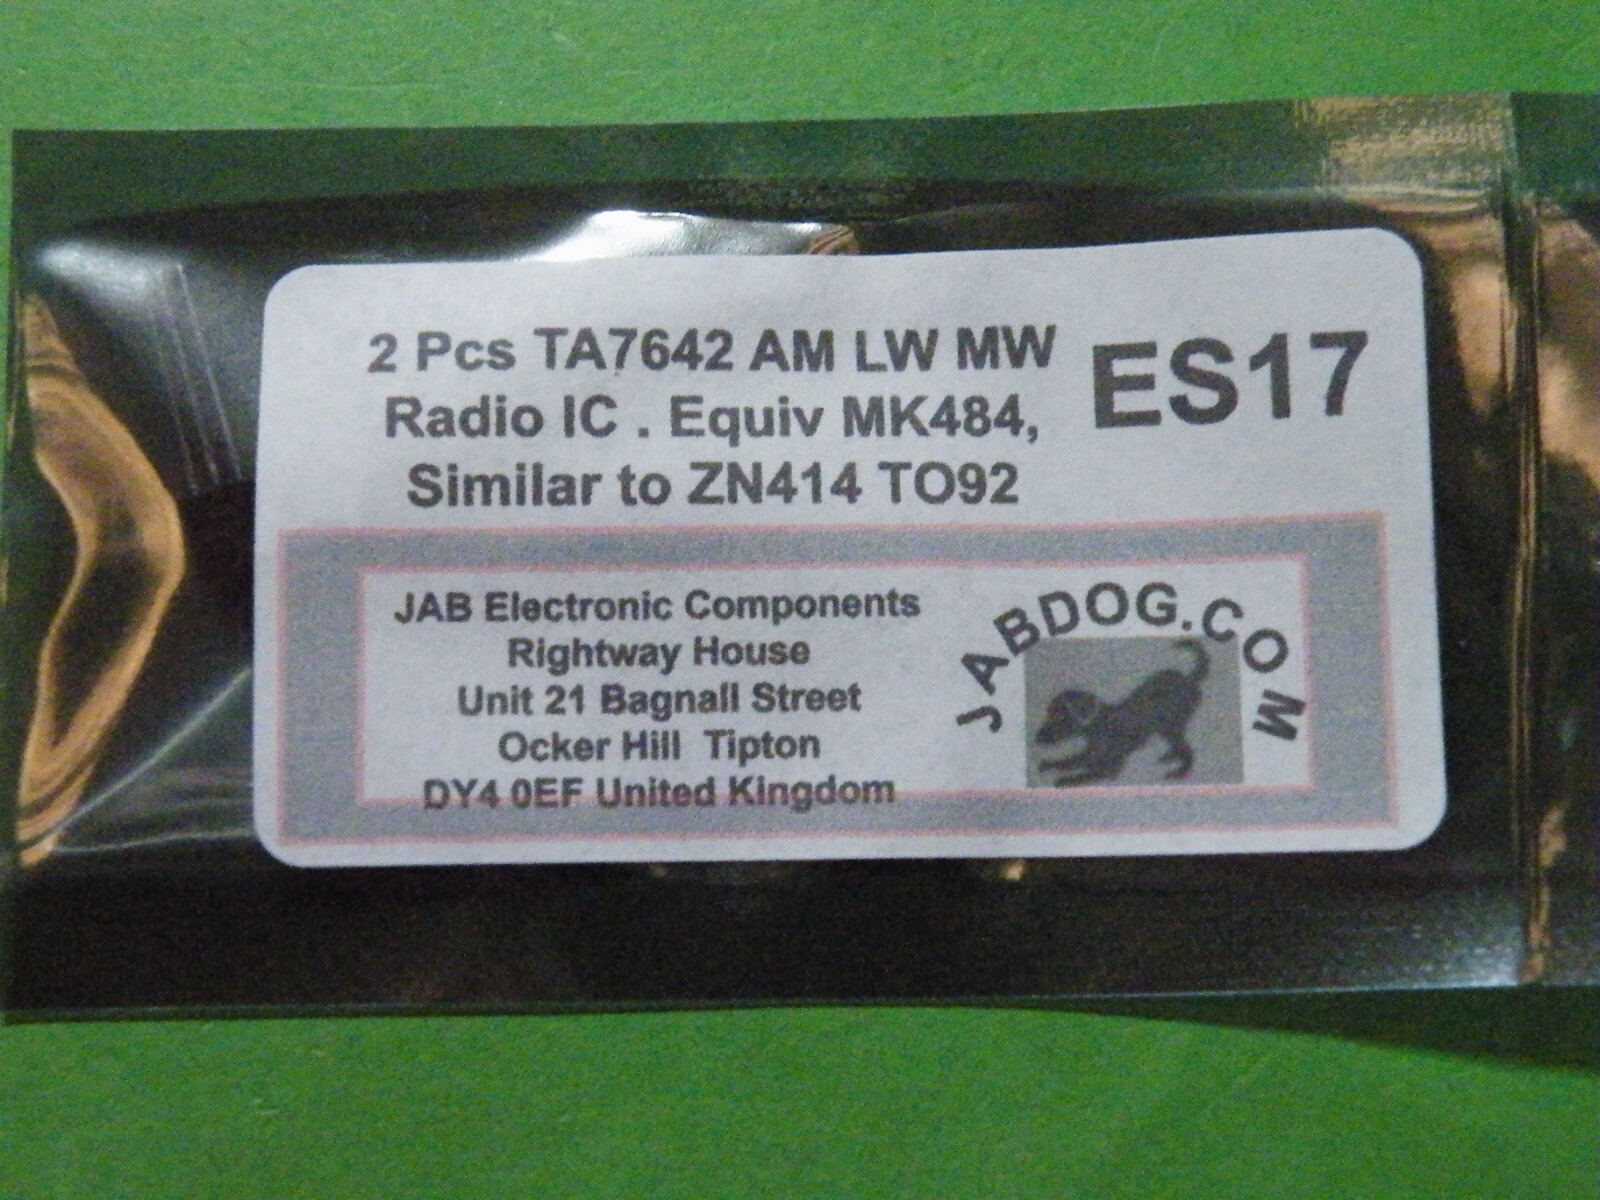 2 Pcs TA7642 AM LW MW
Radio IC . Equiv MK484,
Similar to ZN414 TO92
ES17
JAB Electronic Components
Rightway House
Unit 21 Bagnall Street
Ocker Hill Tipton
DY4 0EF United Kingdom
JABDOG.COM